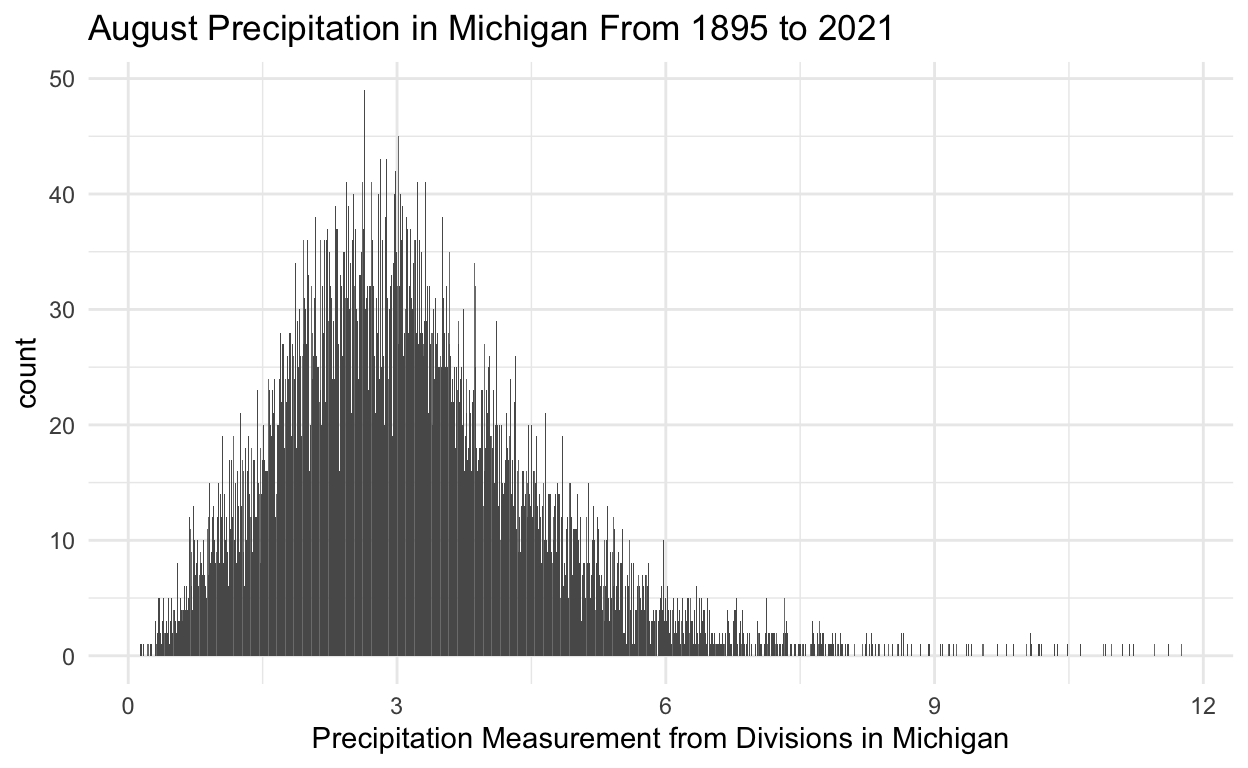 August Precipitation in Michigan From 1895 to 2021
50
40
30
20
10
0
count
0 3 6 9 12
Precipitation Measurement from Divisions in Michigan